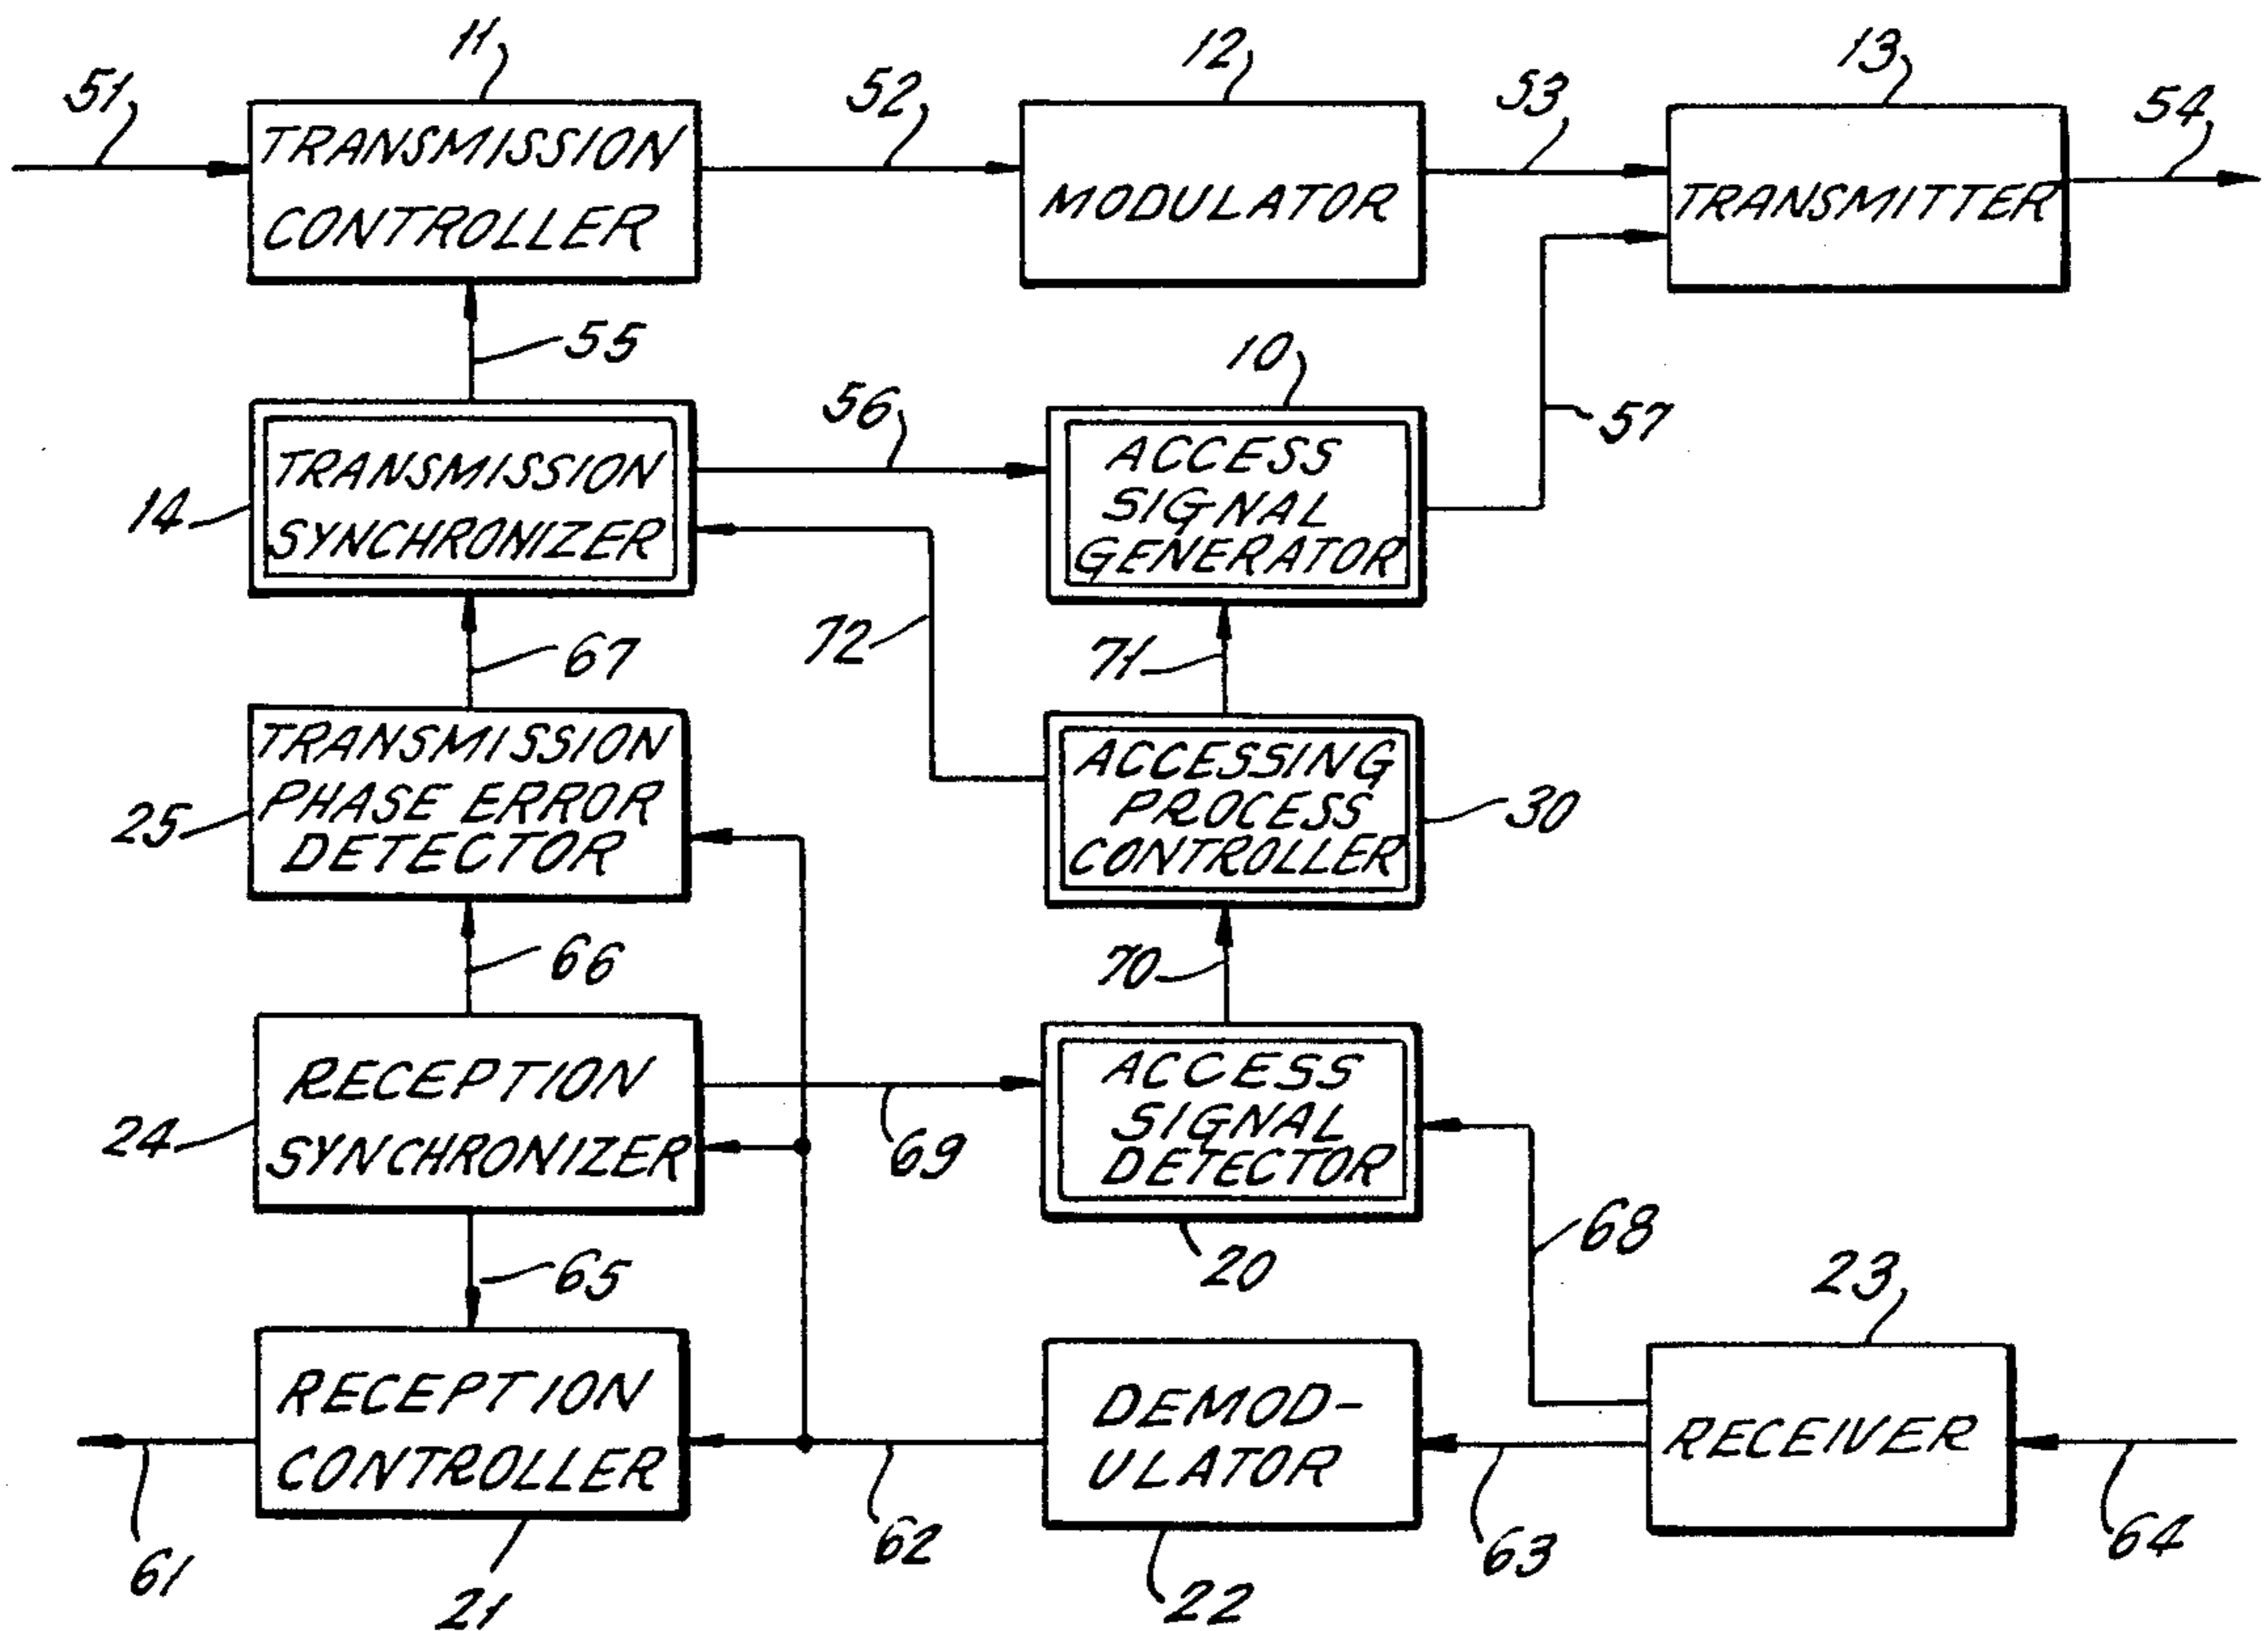 11
12
13
51
52
53
54
TRANSMISSION
CONTROLLER
MODULATOR
TRANSMITTER
55
10
56
57
14
TRANSMISSION
SYNCHRONIZER
ACCESS
SIGNAL
GENERATOR
67
72
71
25
TRANSMISSION
PHASE ERROR
DETECTOR
ACCESSING
PROCESS
CONTROLLER
30
66
70
24
RECEPTION
SYNCHRONIZER
69
ACCESS
SIGNAL
DETECTOR
20
68
65
23
RECEPTION
CONTROLLER
DEMOD-
ULATOR
RECEIVER
61
21
62
22
63
64